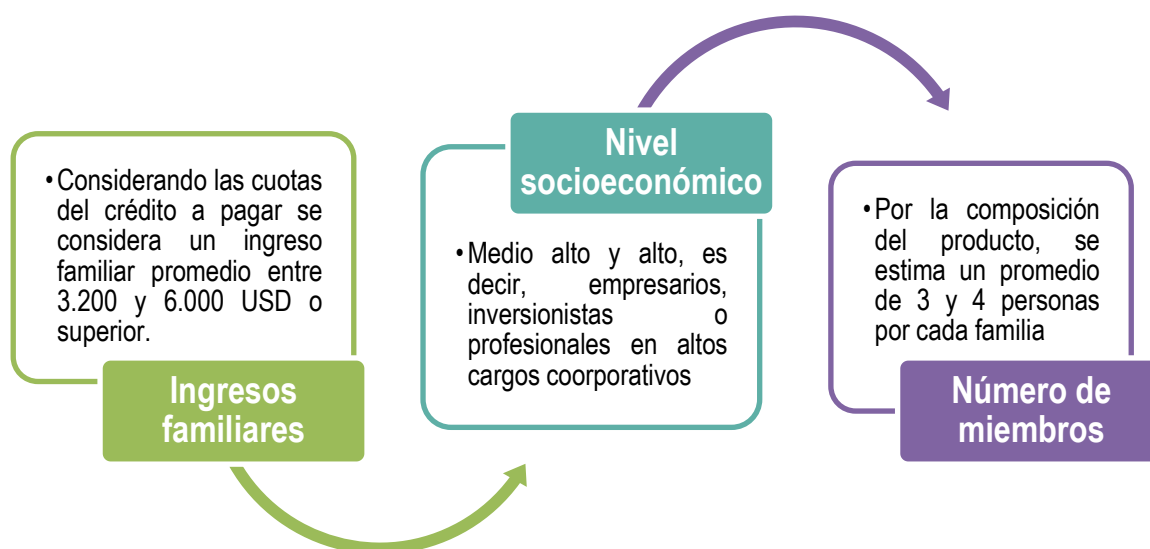 •Considerando las cuotas
del crédito a pagar se
considera un ingreso
familiar promedio entre
3.200 y 6.000 USD o
superior.
Ingresos
familiares
Nivel
socioeconómico
•Medio alto y alto, es
decir, empresarios,
inversionistas o
profesionales en altos
cargos coorporativos
•Por la composición
del producto, se
estima un promedio
de 3 y 4 personas
por cada familia
Número de
miembros